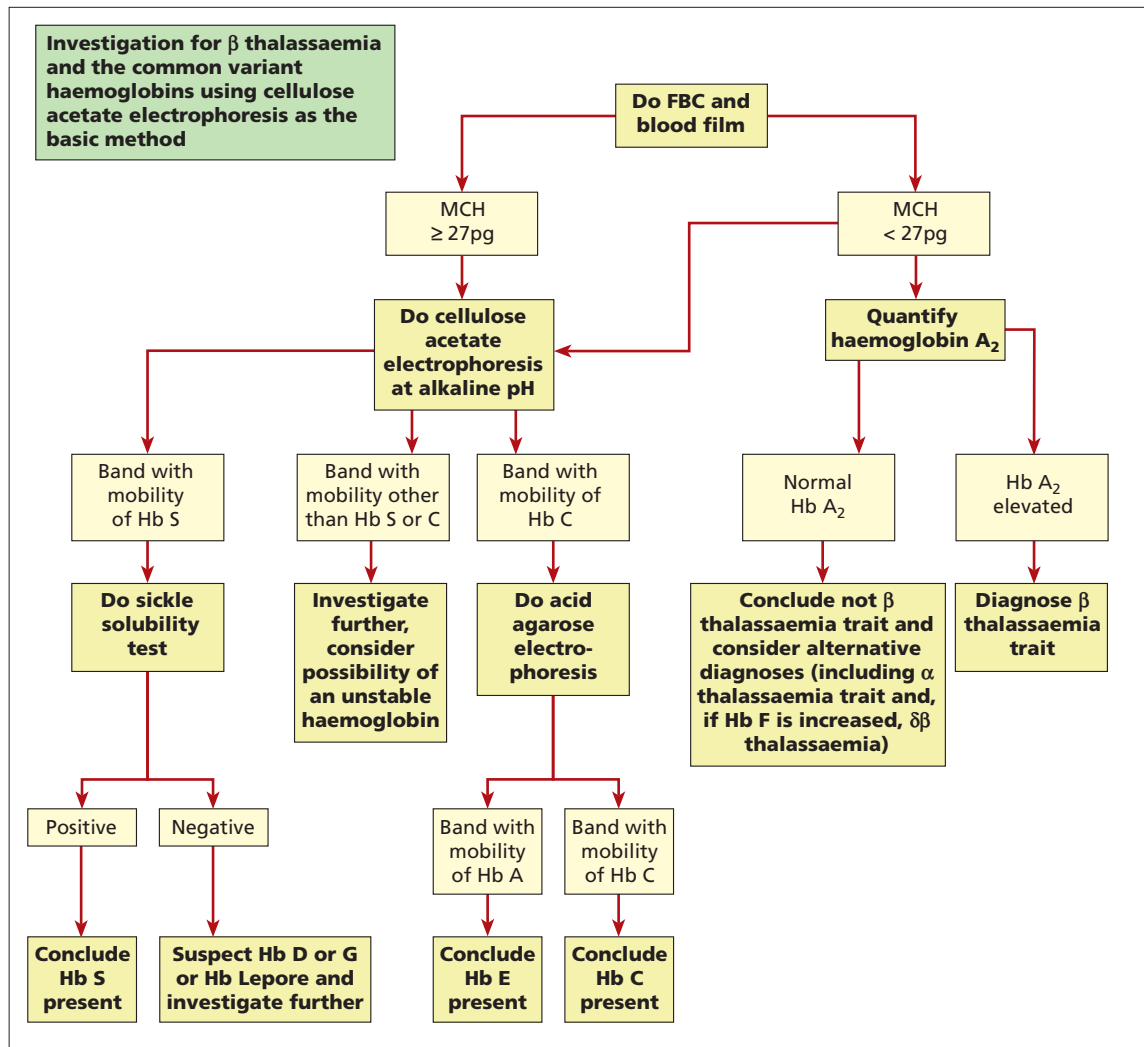 Investigation for β thalassaemia
and the common variant
haemoglobins using cellulose
acetate electrophoresis as the
basic method
Do FBC and
blood film
MCH
≥ 27pg
MCH
< 27pg
Do cellulose
acetate
electrophoresis
at alkaline pH
Quantify
haemoglobin A₂
Band with
mobility
of Hb S
Band with
mobility other
than Hb S or C
Band with
mobility of
Hb C
Normal
Hb A₂
Hb A₂
elevated
Do sickle
solubility
test
Investigate
further,
consider
possibility of
an unstable
haemoglobin
Do acid
agarose
electro-
phoresis
Conclude not β
thalassaemia trait and
consider alternative
diagnoses (including α
thalassaemia trait and,
if Hb F is increased, δβ
thalassaemia)
Diagnose β
thalassaemia
trait
Positive
Negative
Band with
mobility
of Hb A
Band with
mobility
of Hb C
Conclude
Hb S
present
Suspect Hb D or G
or Hb Lepore and
investigate further
Conclude
Hb E
present
Conclude
Hb C
present